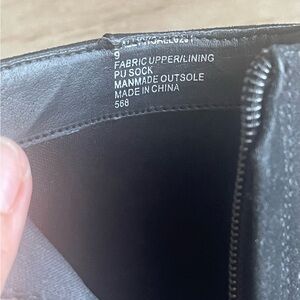 9
FABRIC UPPER/LINING
PU SOCK
MANMADE OUTSOLE
MADE IN CHINA
568